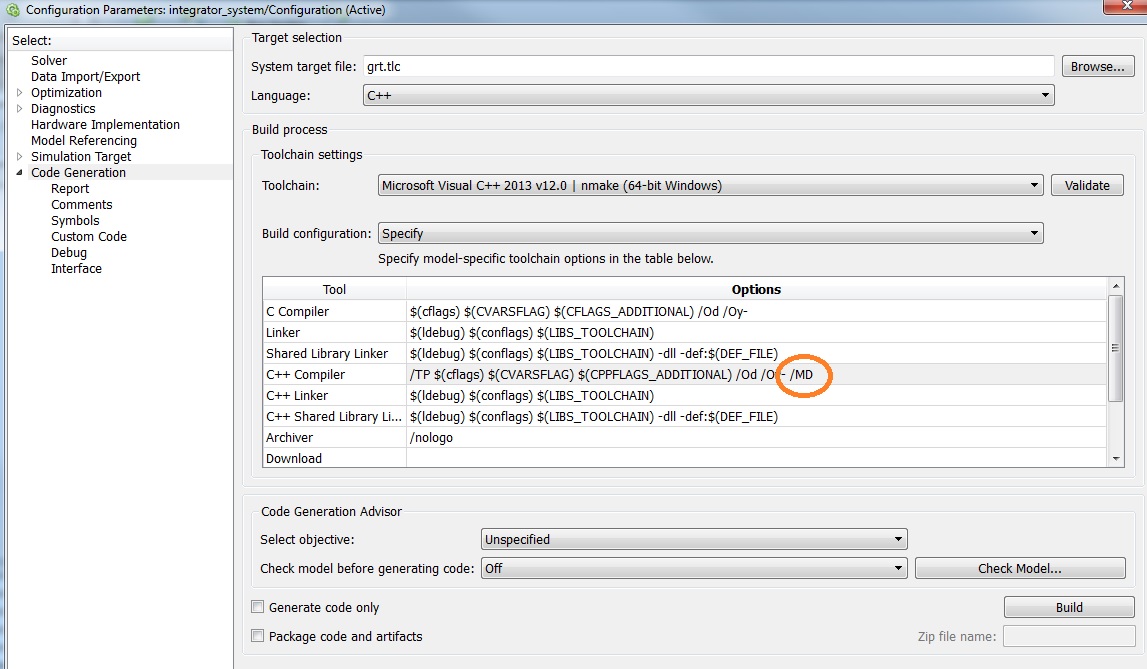 Configuration Parameters: integrator_system/Configuration (Active)
Select:
Solver
Data Import/Export
Optimization
Diagnostics
Hardware Implementation
Model Referencing
Simulation Target
Code Generation
Report
Comments
Symbols
Custom Code
Debug
Interface
Target selection
System target file: grt.tlc Browse...
Language: C++
Build process
Toolchain settings
Toolchain: Microsoft Visual C++ 2013 v12.0 | nmake (64-bit Windows) Validate
Build configuration: Specify
Specify model-specific toolchain options in the table below.
Tool Options
C Compiler $(cflags) $(CVARSFLAG) $(CFLAGS_ADDITIONAL) /Od /Oy-
Linker $(ldebug) $(conflags) $(LIBS_TOOLCHAIN)
Shared Library Linker $(ldebug) $(conflags) $(LIBS_TOOLCHAIN) -dll -def:$(DEF_FILE)
C++ Compiler /TP $(cflags) $(CVARSFLAG) $(CPPFLAGS_ADDITIONAL) /Od /Oy- /MD
C++ Linker $(ldebug) $(conflags) $(LIBS_TOOLCHAIN)
C++ Shared Library Li... $(ldebug) $(conflags) $(LIBS_TOOLCHAIN) -dll -def:$(DEF_FILE)
Archiver /nologo
Download
Code Generation Advisor
Select objective: Unspecified
Check model before generating code: Off Check Model...
Generate code only Build
Package code and artifacts Zip file name: